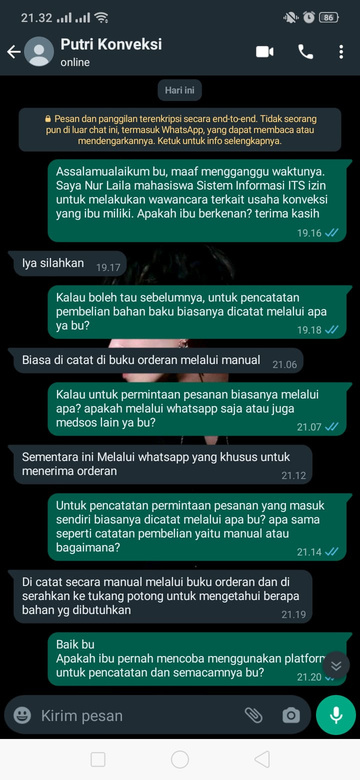 21.32
86
Putri Konveksi
online
Hari ini
Pesan dan panggilan terenkripsi secara end-to-end. Tidak seorang
pun di luar chat ini, termasuk WhatsApp, yang dapat membaca atau
mendengarkannya. Ketuk untuk info selengkapnya.
Assalamualaikum bu, maaf mengganggu waktunya.
Saya Nur Laila mahasiswa Sistem Informasi ITS izin
untuk melakukan wawancara terkait usaha konveksi
yang ibu miliki. Apakah ibu berkenan? terima kasih
19.16
Iya silahkan 19.17
Kalau boleh tau sebelumnya, untuk pencatatan
pembelian bahan baku biasanya dicatat melalui apa
ya bu? 19.18
Biasa di catat di buku orderan melalui manual 21.06
Kalau untuk permintaan pesanan biasanya melalui
apa? apakah melalui whatsapp saja atau juga
medsos lain ya bu? 21.07
Sementara ini Melalui whatsapp yang khusus untuk
menerima orderan 21.12
Untuk pencatatan permintaan pesanan yang masuk
sendiri biasanya dicatat melalui apa bu? apa sama
seperti catatan pembelian yaitu manual atau
bagaimana? 21.14
Di catat secara manual melalui buku orderan dan di
serahkan ke tukang potong untuk mengetahui berapa
bahan yg dibutuhkan 21.19
Baik bu
Apakah ibu pernah mencoba menggunakan platform
untuk pencatatan dan semacamnya bu? 21.20
Kirim pesan